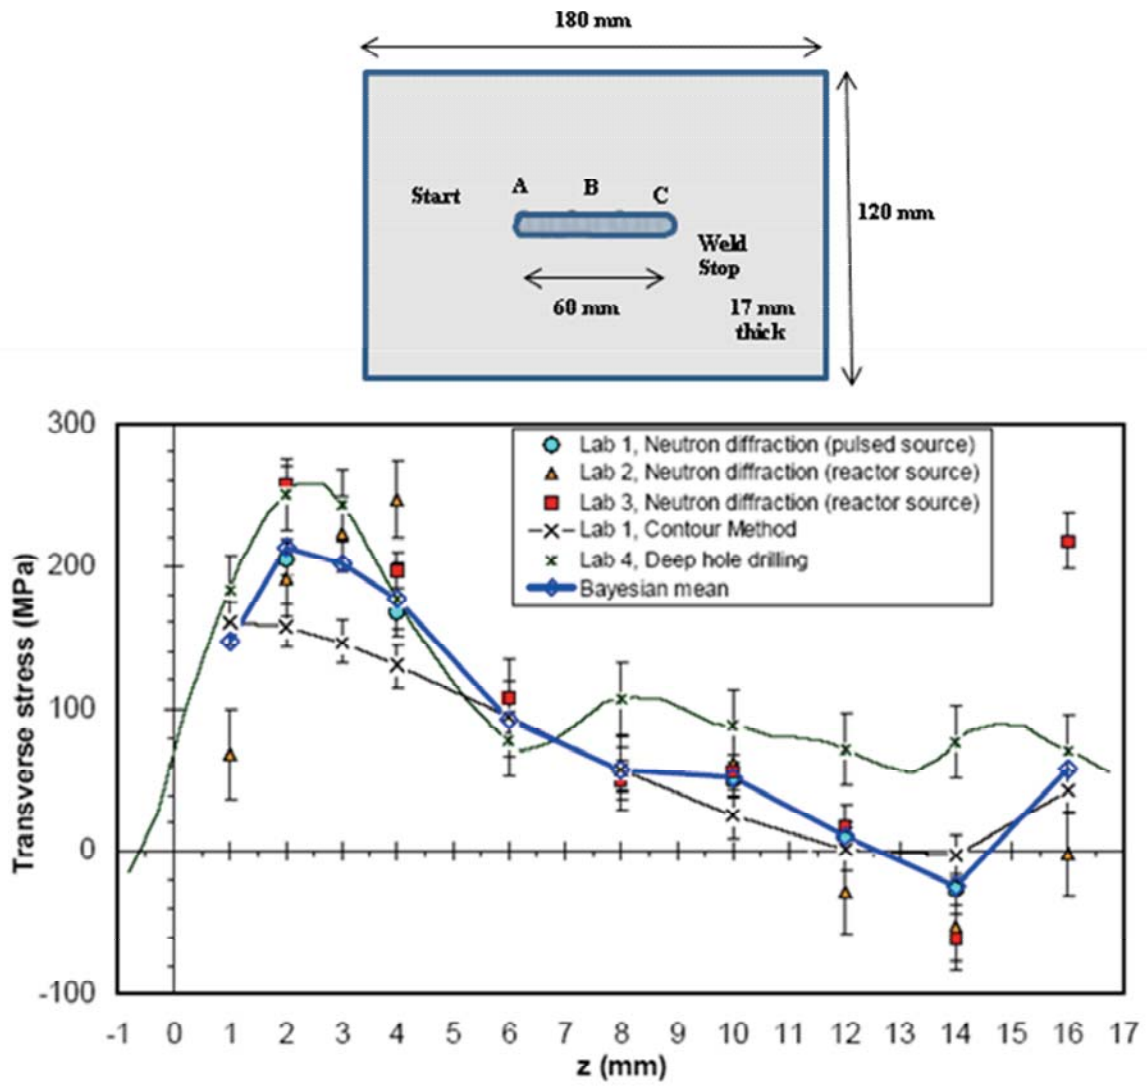 180 mm
Start
A
B
C
120 mm
Weld
Stop
60 mm
17 mm
thick
300
200
100
0
-100
Transverse stress (MPa)
Lab 1, Neutron diffraction (pulsed source)
Lab 2, Neutron diffraction (reactor source)
Lab 3, Neutron diffraction (reactor source)
Lab 1, Contour Method
Lab 4, Deep hole drilling
Bayesian mean
-1 0 1 2 3 4 5 6 7 8 9 10 11 12 13 14 15 16 17
z (mm)